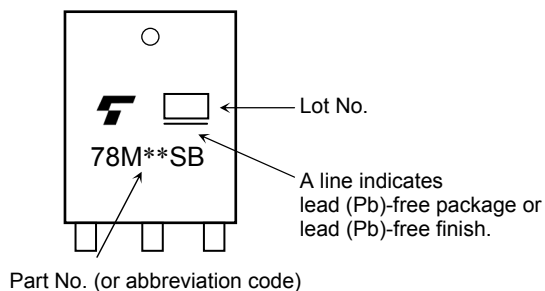 Lot No.
78M**SB
A line indicates
lead (Pb)-free package or
lead (Pb)-free finish.
Part No. (or abbreviation code)